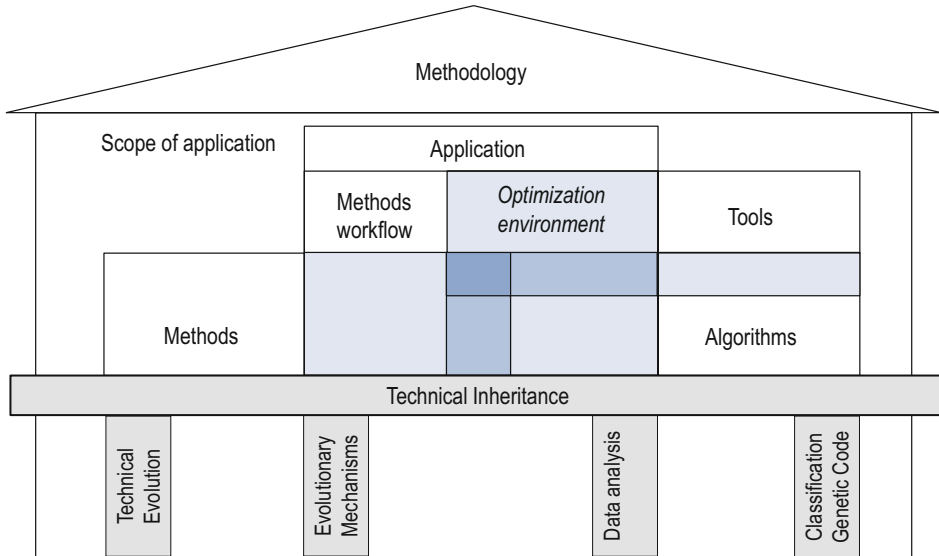 Methodology
Scope of application
Application
Methods
workflow
Optimization
environment
Tools
Methods
Algorithms
Technical Inheritance
Technical
Evolution
Evolutionary
Mechanisms
Data analysis
Classification
Genetic Code